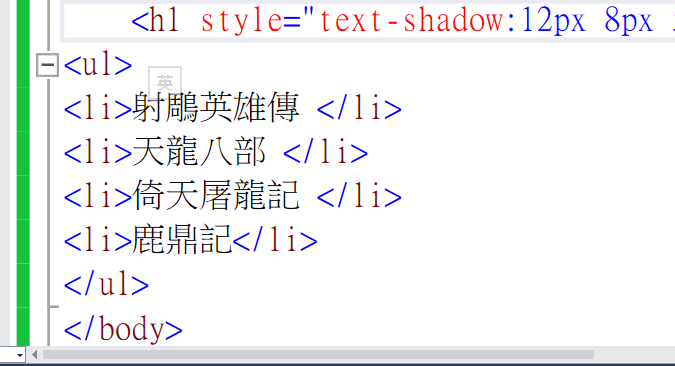 <h1 style="text-shadow:12px 8px
<ul>
英
<li>射鵰英雄傳 </li>
<li>天龍八部 </li>
<li>倚天屠龍記 </li>
<li>鹿鼎記</li>
</ul>
</body>